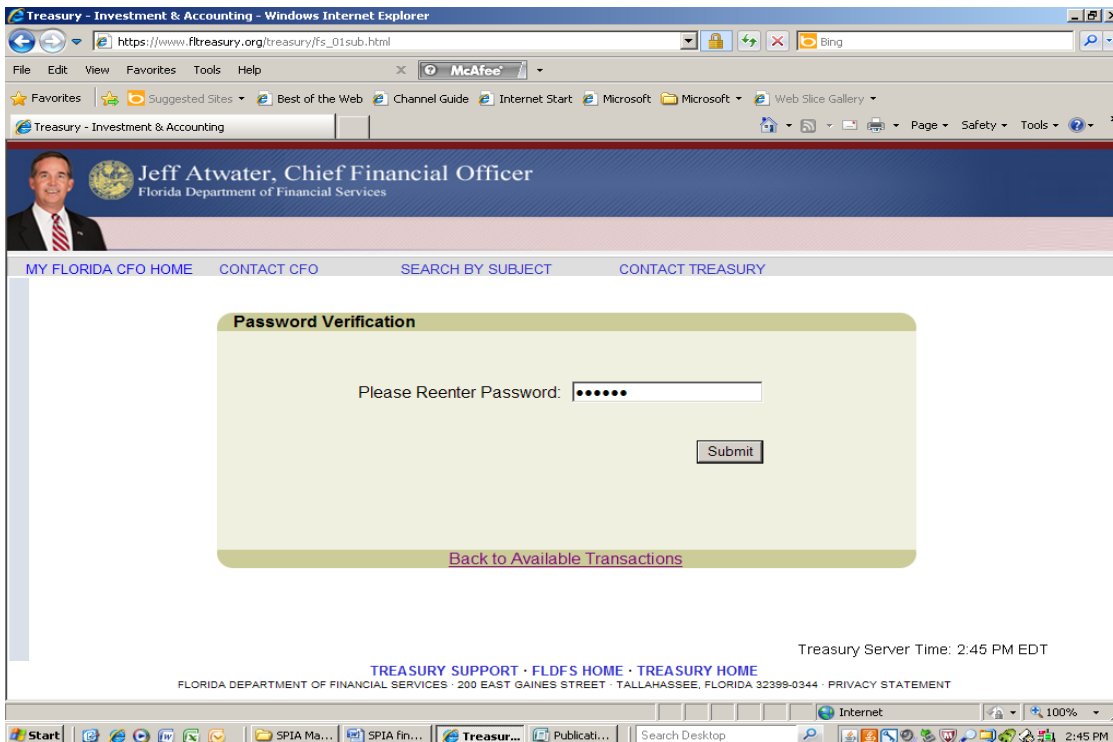 Treasury - Investment & Accounting - Windows Internet Explorer
https://www.fltreasury.org/treasury/fs_01sub.html Bing
File Edit View Favorites Tools Help x McAfee
Favorites Suggested Sites Best of the Web Channel Guide Internet Start Microsoft Microsoft Web Slice Gallery
Treasury - Investment & Accounting Page Safety Tools
Jeff Atwater, Chief Financial Officer
Florida Department of Financial Services
MY FLORIDA CFO HOME CONTACT CFO SEARCH BY SUBJECT CONTACT TREASURY
Password Verification
Please Reenter Password: ••••••
Submit
Back to Available Transactions
Treasury Server Time: 2:45 PM EDT
TREASURY SUPPORT · FLDFS HOME · TREASURY HOME
FLORIDA DEPARTMENT OF FINANCIAL SERVICES · 200 EAST GAINES STREET · TALLAHASSEE, FLORIDA 32399-0344 · PRIVACY STATEMENT
Internet 100%
Start SPIA Ma... SPIA fin... Treasur... Publicati... Search Desktop 2:45 PM